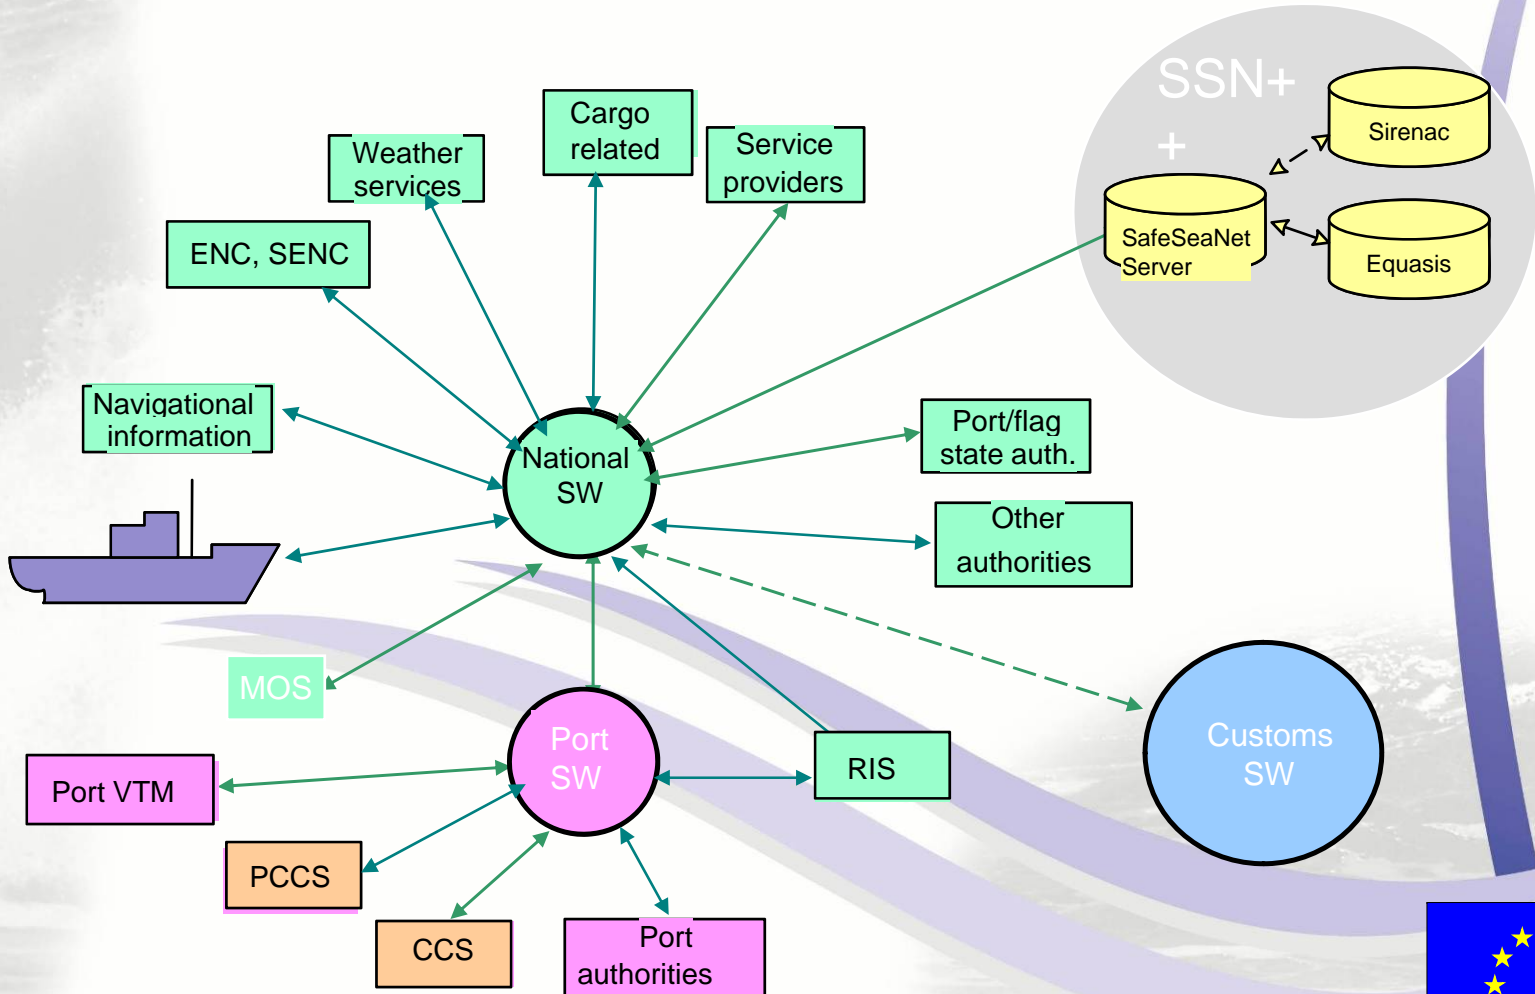 SSN+
+
Sirenac
SafeSeaNet
Server
Equasis
Cargo
related
Weather
services
Service
providers
ENC, SENC
Navigational
information
National
SW
Port/flag
state auth.
Other
authorities
MOS
Port
SW
RIS
Customs
SW
Port VTM
PCCS
CCS
Port
authorities